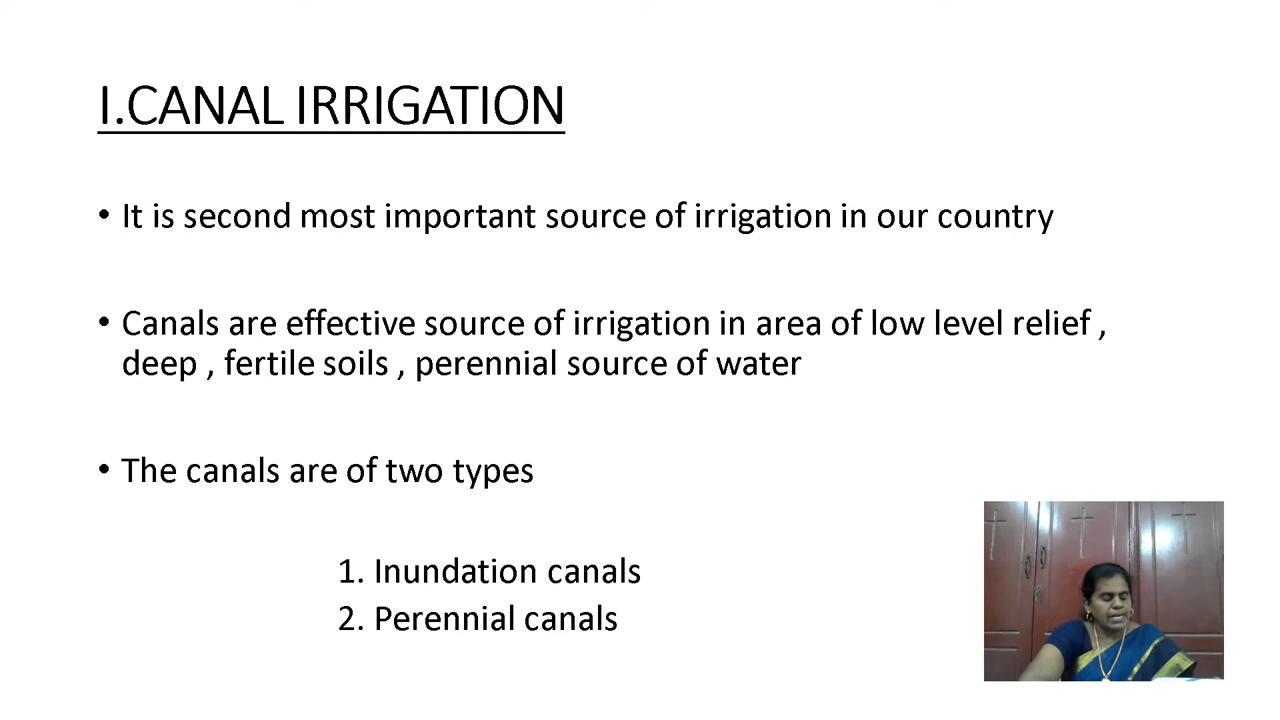 I.CANAL IRRIGATION
• It is second most important source of irrigation in our country
• Canals are effective source of irrigation in area of low level relief ,
deep , fertile soils , perennial source of water
• The canals are of two types
1. Inundation canals
2. Perennial canals